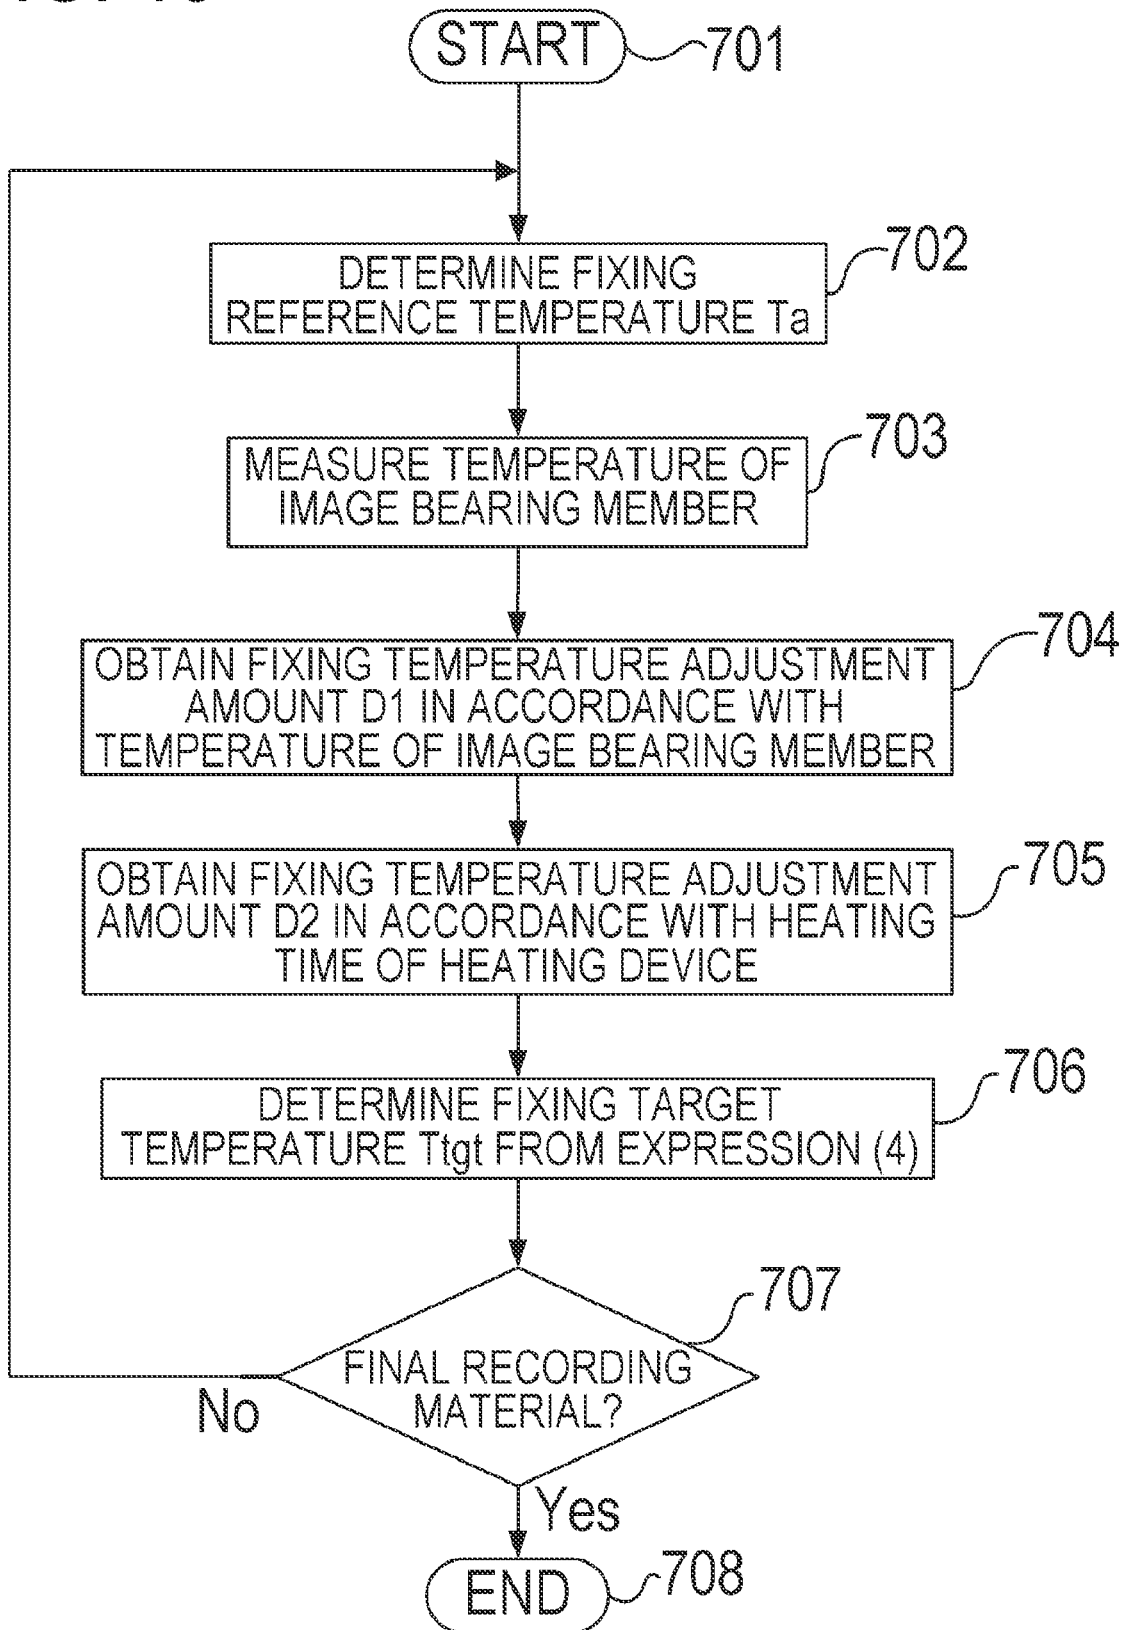 START
701
DETERMINE FIXING
REFERENCE TEMPERATURE Ta
702
MEASURE TEMPERATURE OF
IMAGE BEARING MEMBER
703
OBTAIN FIXING TEMPERATURE ADJUSTMENT
AMOUNT D1 IN ACCORDANCE WITH
TEMPERATURE OF IMAGE BEARING MEMBER
704
OBTAIN FIXING TEMPERATURE ADJUSTMENT
AMOUNT D2 IN ACCORDANCE WITH HEATING
TIME OF HEATING DEVICE
705
DETERMINE FIXING TARGET
TEMPERATURE Ttgt FROM EXPRESSION (4)
706
FINAL RECORDING
MATERIAL?
707
No
Yes
END
708